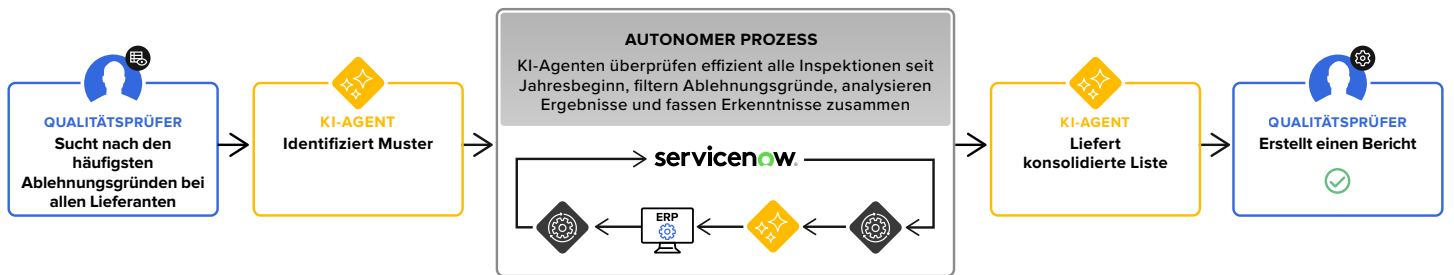 QUALITÄTSPRÜFER
Sucht nach den
häufigsten
Ablehnungsgründen bei
allen Lieferanten
KI-AGENT
Identifiziert Muster
AUTONOMER PROZESS
KI-Agenten überprüfen effizient alle Inspektionen seit
Jahresbeginn, filtern Ablehnungsgründe, analysieren
Ergebnisse und fassen Erkenntnisse zusammen
servicenow
ERP
KI-AGENT
Liefert
konsolidierte Liste
QUALITÄTSPRÜFER
Erstellt einen Bericht